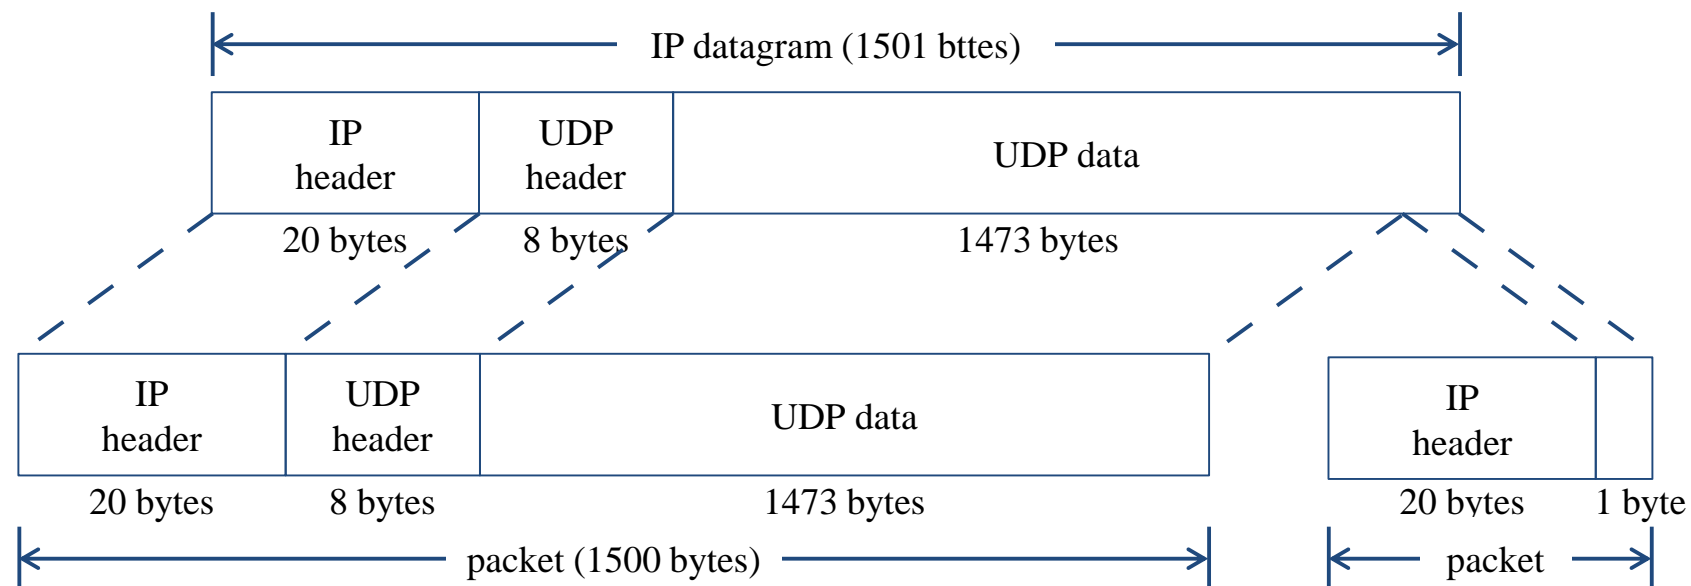 IP datagram (1501 bttes)
IP
header
UDP
header
UDP data
20 bytes
8 bytes
1473 bytes
IP
header
UDP
header
UDP data
IP
header
20 bytes
8 bytes
1473 bytes
20 bytes
1 byte
packet (1500 bytes)
packet